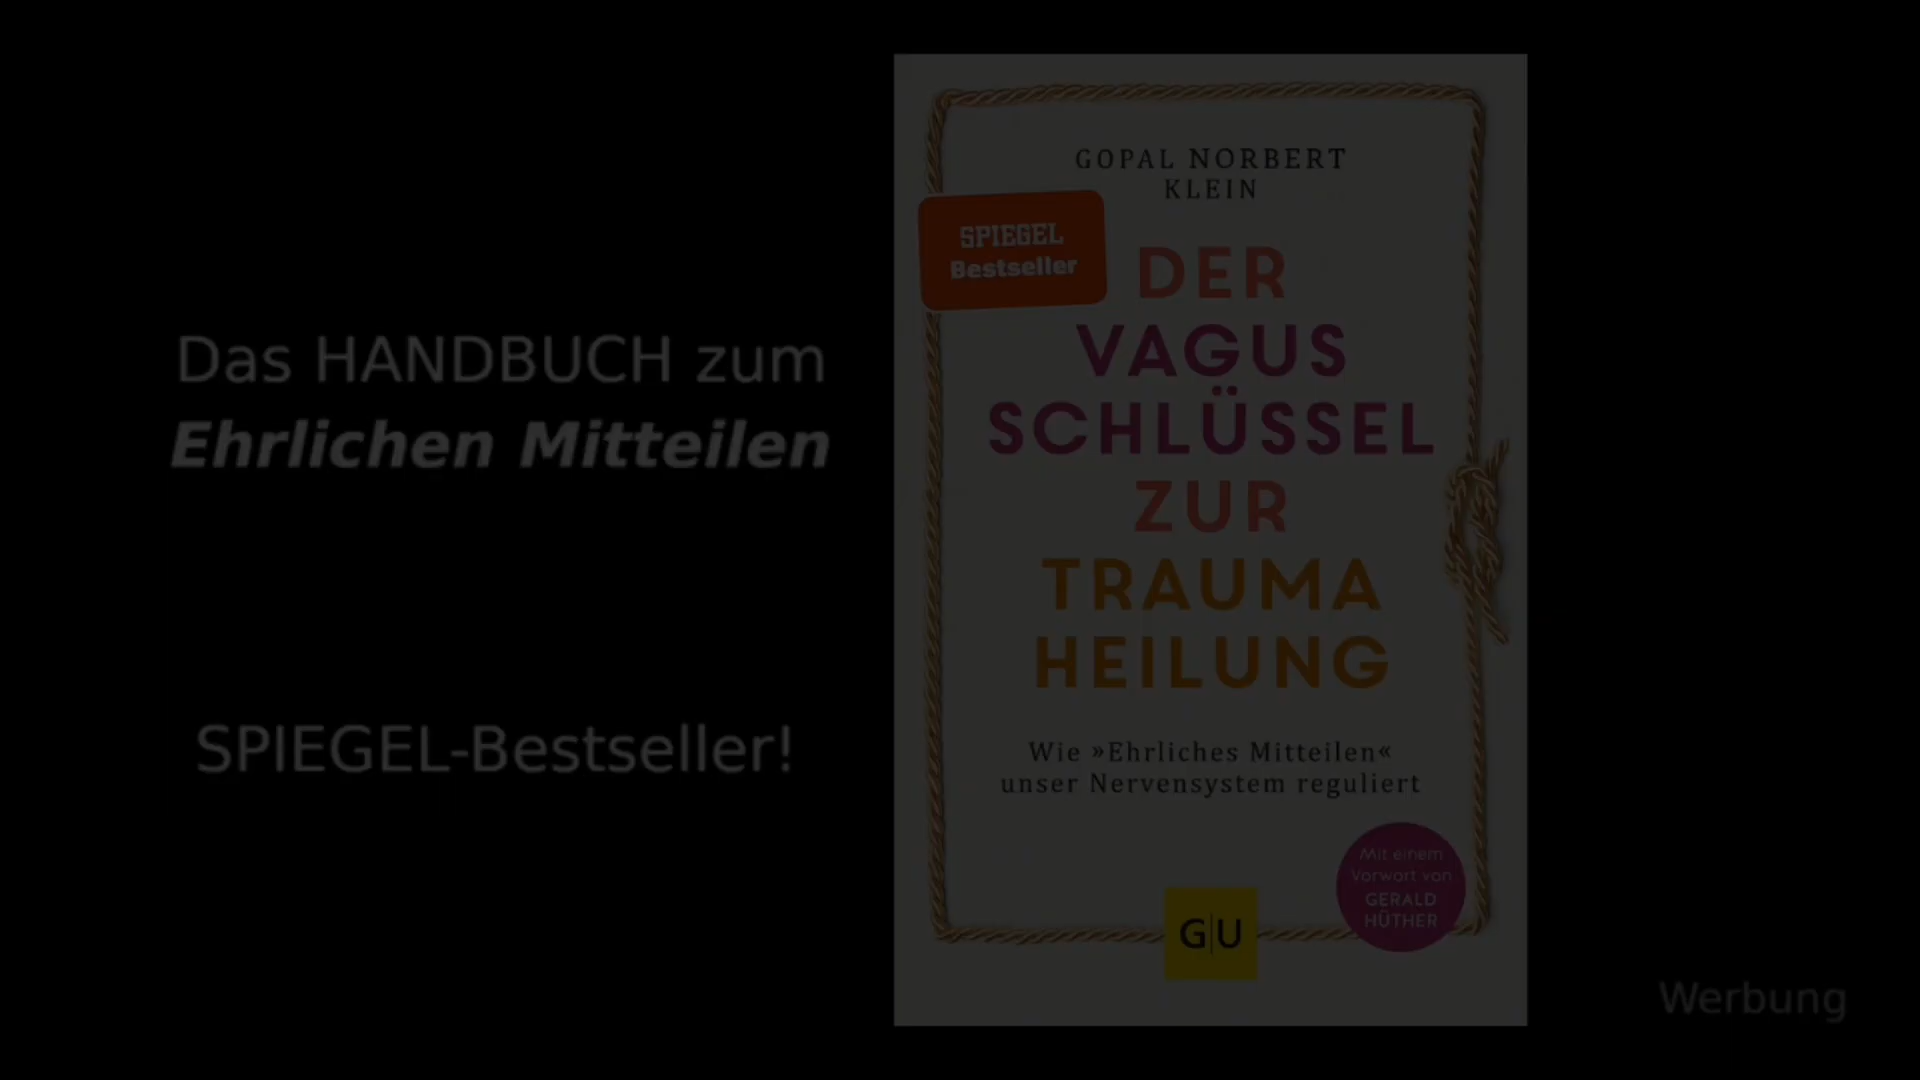 Das HANDBUCH zum
Ehrlichen Mitteilen
SPIEGEL-Bestseller!
GOPAL NORBERT
KLEIN
SPIEGEL
Bestseller
DER
VAGUS
SCHLÜSSEL
ZUR
TRAUMA
HEILUNG
Wie »Ehrliches Mitteilen«
unser Nervensystem reguliert
Mit einem
Vorwort von
GERALD
HÜTHER
G|U
Werbung